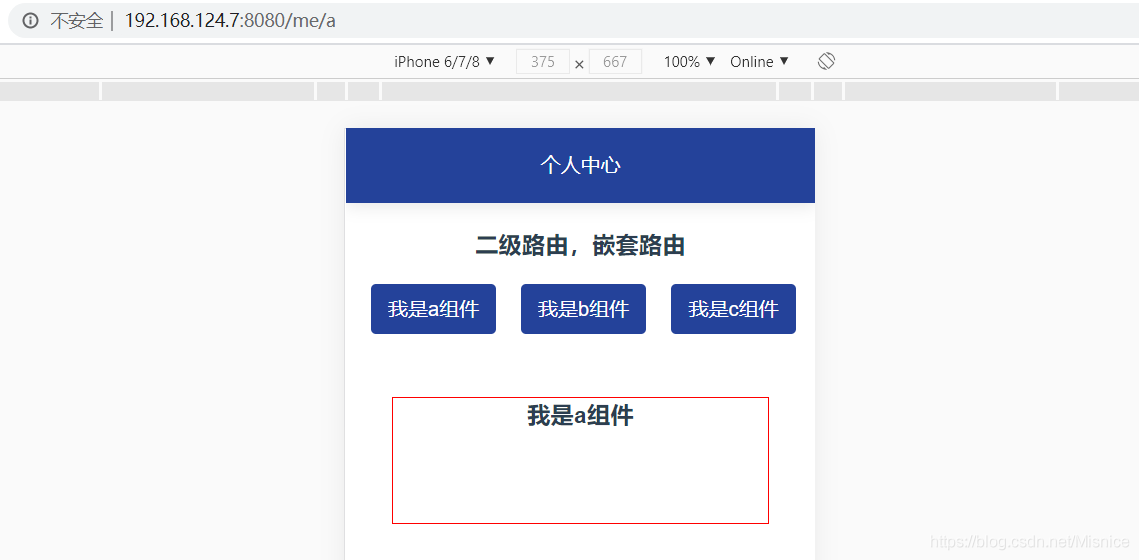 不安全 | 192.168.124.7:8080/me/a
iPhone 6/7/8 ▼ 375 × 667 100% ▼ Online ▼
个人中心
二级路由，嵌套路由
我是a组件 我是b组件 我是c组件
我是a组件
https://blog.csdn.net/Misnice